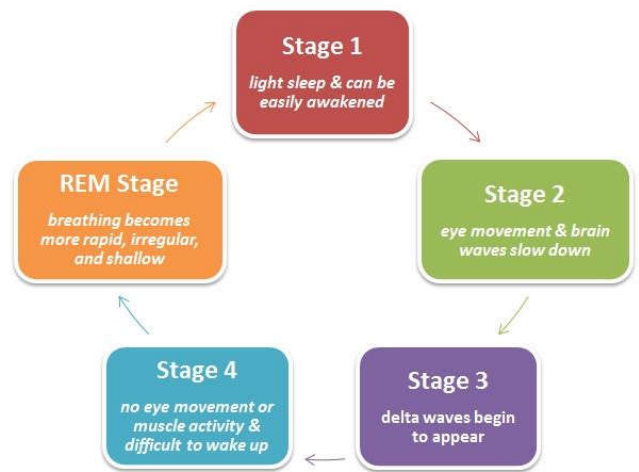 Stage 1
light sleep & can be
easily awakened
Stage 2
eye movement & brain
waves slow down
Stage 3
delta waves begin
to appear
Stage 4
no eye movement or
muscle activity &
difficult to wake up
REM Stage
breathing becomes
more rapid, irregular,
and shallow